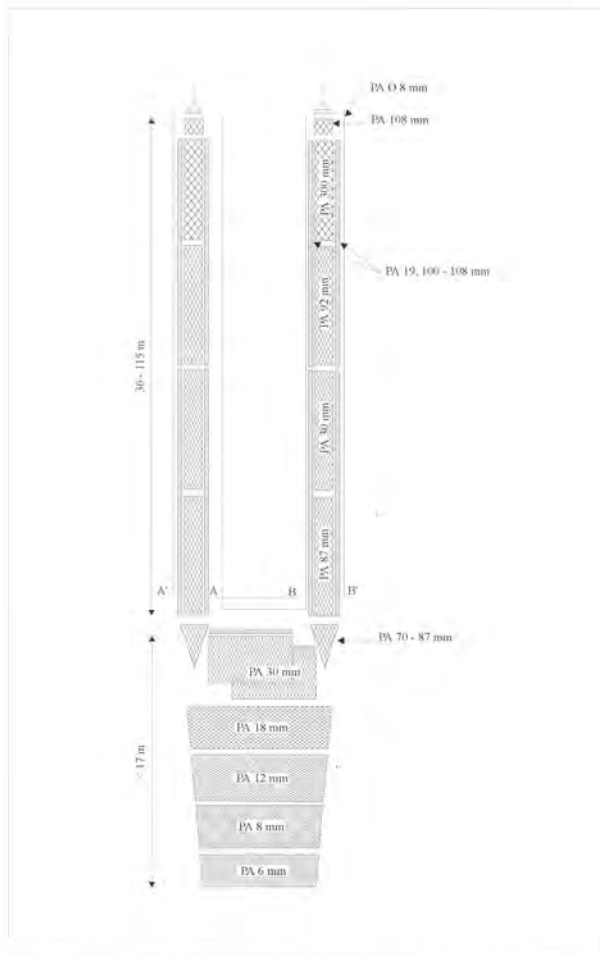 PA O 8 mm
PA 108 mm
PA 300 mm
PA 19, 100 - 108 mm
PA 92 mm
36 - 115 m
PA 30 mm
PA 87 mm
A'
A
B
B'
PA 70 - 87 mm
PA 30 mm
PA 18 mm
< 17 m
PA 12 mm
PA 8 mm
PA 6 mm